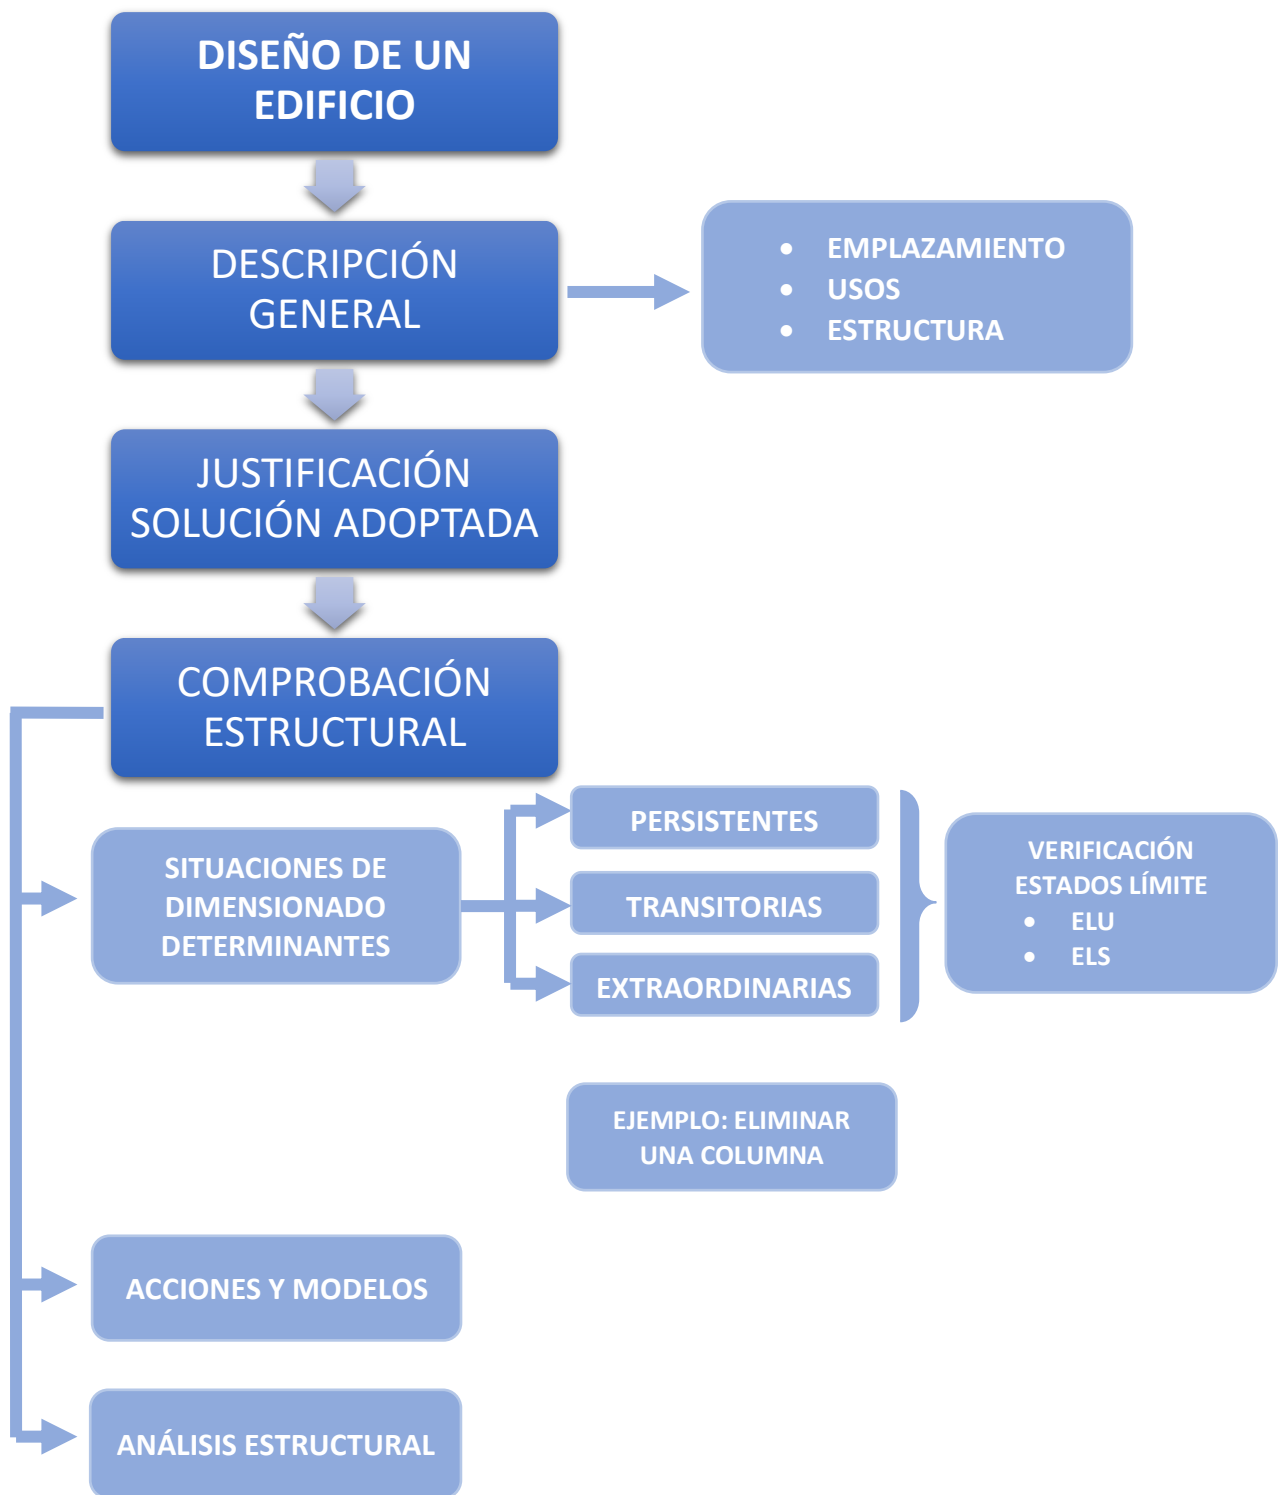 DISEÑO DE UN
EDIFICIO
DESCRIPCIÓN
GENERAL
• EMPLAZAMIENTO
• USOS
• ESTRUCTURA
JUSTIFICACIÓN
SOLUCIÓN ADOPTADA
COMPROBACIÓN
ESTRUCTURAL
SITUACIONES DE
DIMENSIONADO
DETERMINANTES
PERSISTENTES
TRANSITORIAS
EXTRAORDINARIAS
VERIFICACIÓN
ESTADOS LÍMITE
• ELU
• ELS
EJEMPLO: ELIMINAR
UNA COLUMNA
ACCIONES Y MODELOS
ANÁLISIS ESTRUCTURAL